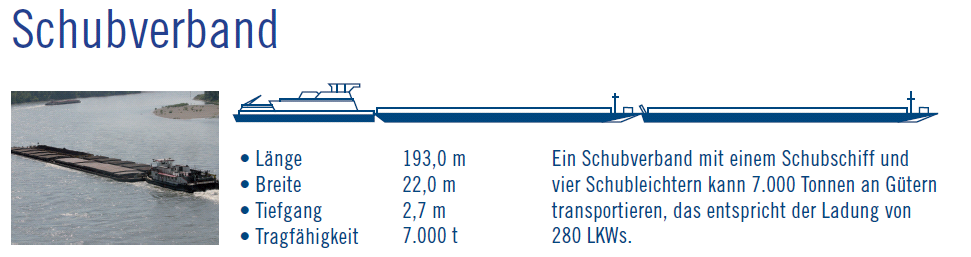 Schubverband
• Länge 193,0 m
• Breite 22,0 m
• Tiefgang 2,7 m
• Tragfähigkeit 7.000 t
Ein Schubverband mit einem Schubschiff und
vier Schubleichtern kann 7.000 Tonnen an Gütern
transportieren, das entspricht der Ladung von
280 LKWs.